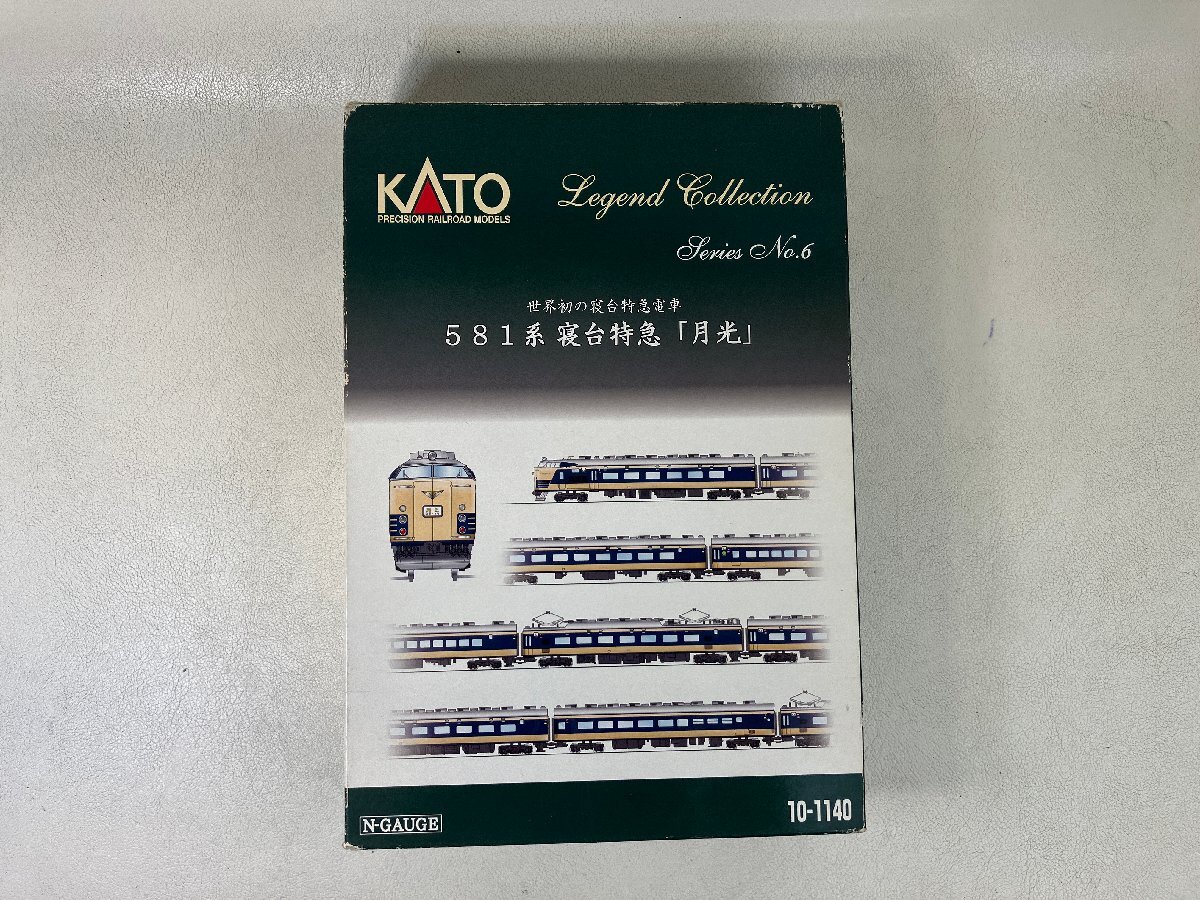 KATO
PRECISION RAILROAD MODELS
Legend Collection
Series No.6
世界初の寝台特急電車
581系 寝台特急「月光」
N-GAUGE
10-1140